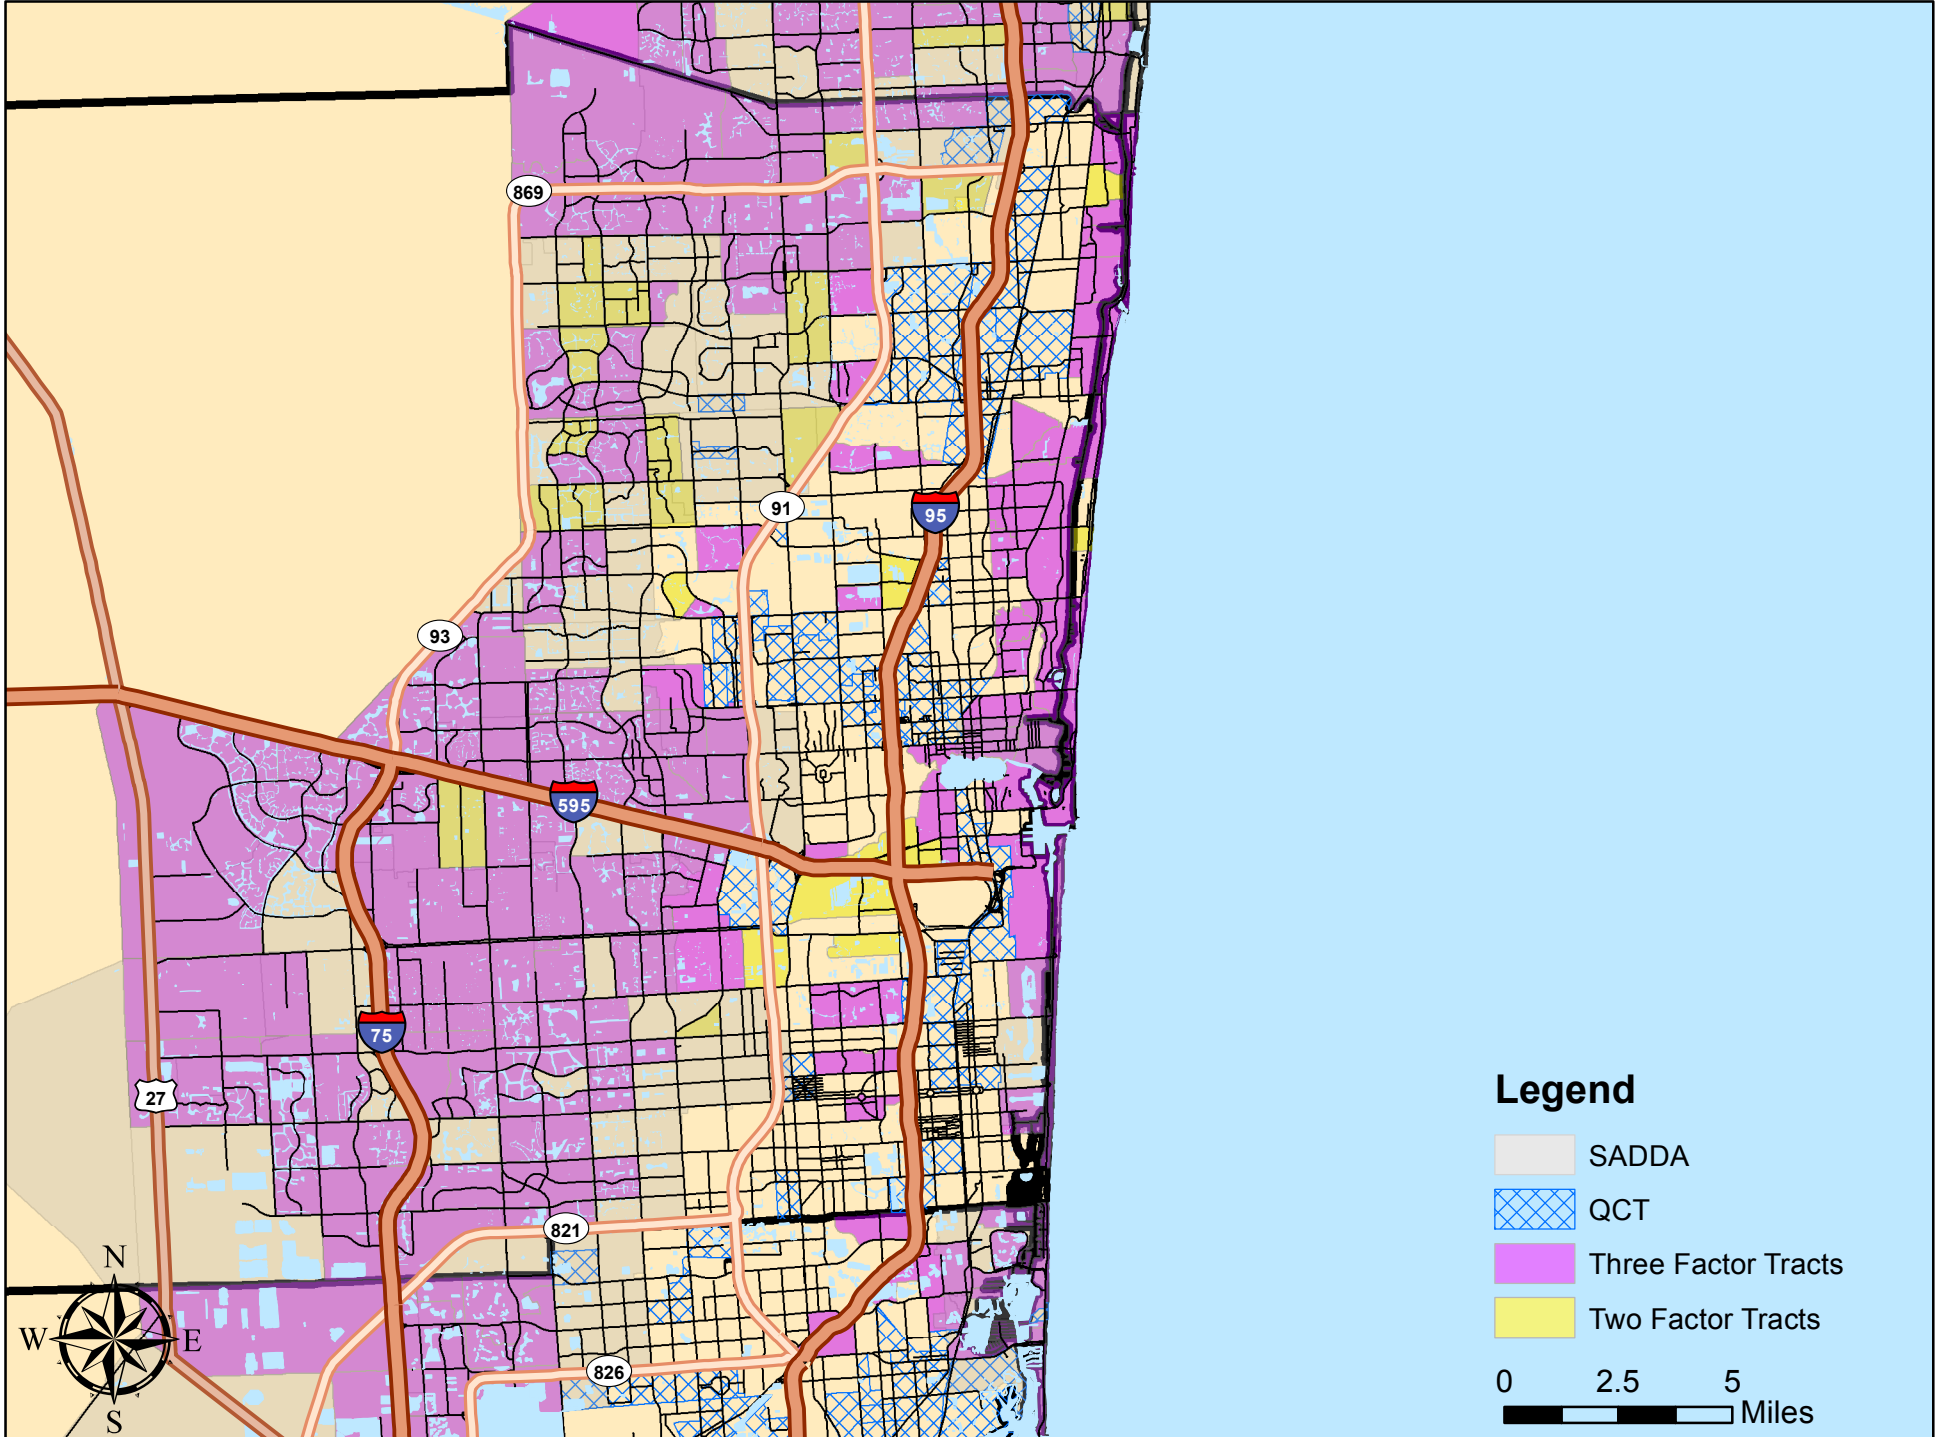 869
91
95
93
595
75
27
821
826
N
W E
S
Legend
SADDA
QCT
Three Factor Tracts
Two Factor Tracts
0 2.5 5
Miles